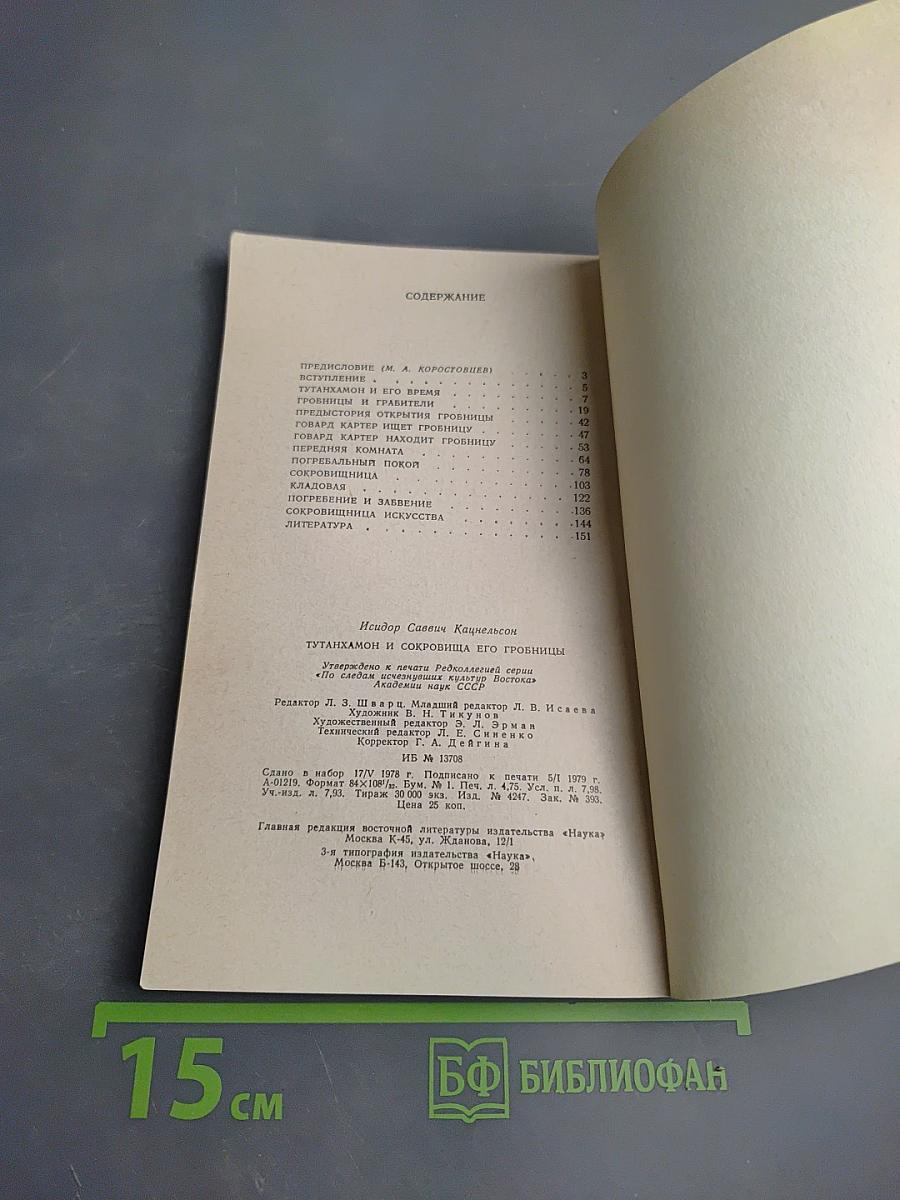 СОДЕРЖАНИЕ
ПРЕДИСЛОВИЕ (М. А. КОРОСТОВЦЕВ) . . . . 3
ВСТУПЛЕНИЕ . . . . . . . . 5
ТУТАНХАМОН И ЕГО ВРЕМЯ . . . . . . 7
ГРОБНИЦЫ И ГРАБИТЕЛИ . . . . . . 19
ПРЕДЫСТОРИЯ ОТКРЫТИЯ ГРОБНИЦЫ . . . . 42
ГОВАРД КАРТЕР ИЩЕТ ГРОБНИЦУ . . . . 47
ГОВАРД КАРТЕР НАХОДИТ ГРОБНИЦУ . . . . 53
ПЕРЕДНЯЯ КОМНАТА . . . . . . . 64
ПОГРЕБАЛЬНЫЙ ПОКОЙ . . . . . . 78
СОКРОВИЩНИЦА . . . . . . . . 103
КЛАДОВАЯ . . . . . . . . . 122
ПОГРЕБЕНИЕ И ЗАБВЕНИЕ . . . . . . 136
СОКРОВИЩНИЦА ИСКУССТВА . . . . . 144
ЛИТЕРАТУРА . . . . . . . . . 151
Исидор Саввич Кацнельсон
ТУТАНХАМОН И СОКРОВИЩА ЕГО ГРОБНИЦЫ
Утверждено к печати Редколлегией серии
«По следам исчезнувших культур Востока»
Академии наук СССР
Редактор Л. З. Шварц. Младший редактор Л. В. Исаева
Художник В. Н. Тикунов
Художественный редактор Э. Л. Эрман
Технический редактор Л. Е. Синенко
Корректор Г. А. Дейгина
ИБ № 13708
Сдано в набор 17/V 1978 г. Подписано к печати 5/I 1979 г.
А-01219. Формат 84×108¹/₃₂. Бум. № 1. Печ. л. 4,75. Усл. п. л. 7,98.
Уч.-изд. л. 7,93. Тираж 30 000 экз. Изд. № 4247. Зак. № 393.
Цена 25 коп.
Главная редакция восточной литературы издательства «Наука»
Москва К-45, ул. Жданова, 12/1
3-я типография издательства «Наука»,
Москва Б-143, Открытое шоссе, 28
15 см
БФ БИБЛИОФАН